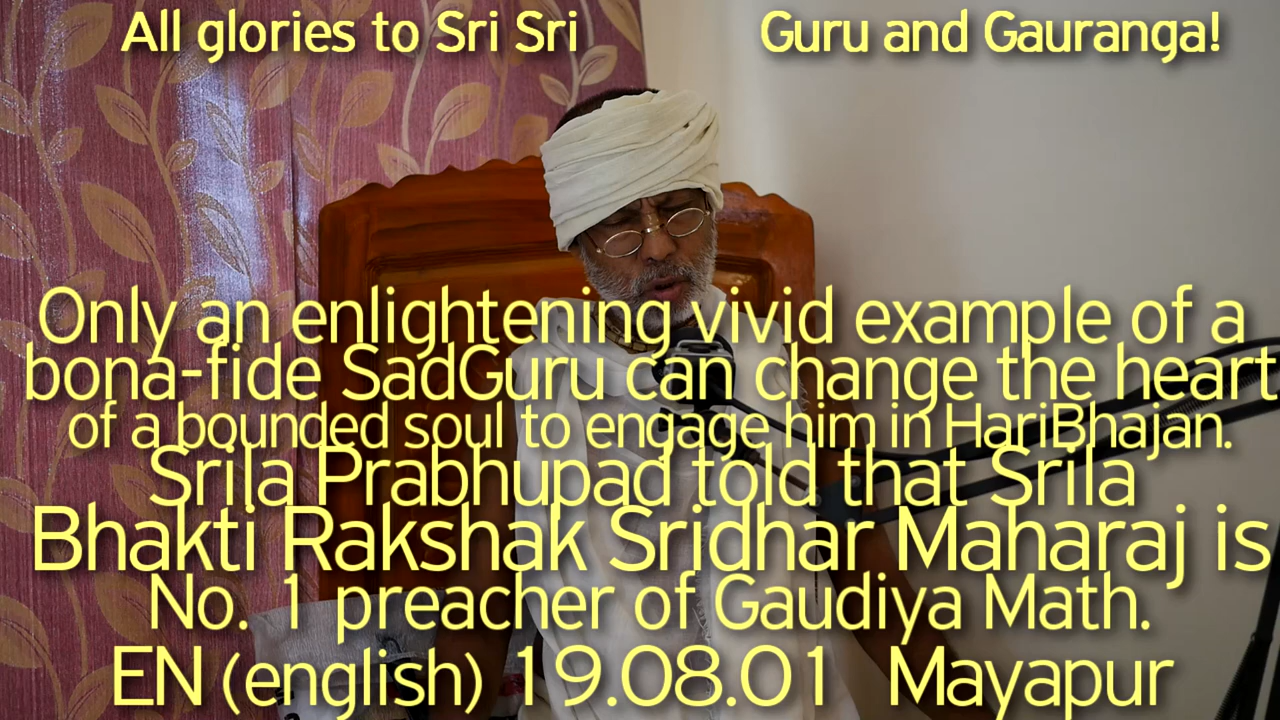 All glories to Sri Sri Guru and Gauranga!
Only an enlightening vivid example of a
bona-fide SadGuru can change the heart
of a bounded soul to engage him in HariBhajan.
Srila Prabhupad told that Srila
Bhakti Rakshak Sridhar Maharaj is
No. 1 preacher of Gaudiya Math.
EN (english) 19.08.01 Mayapur